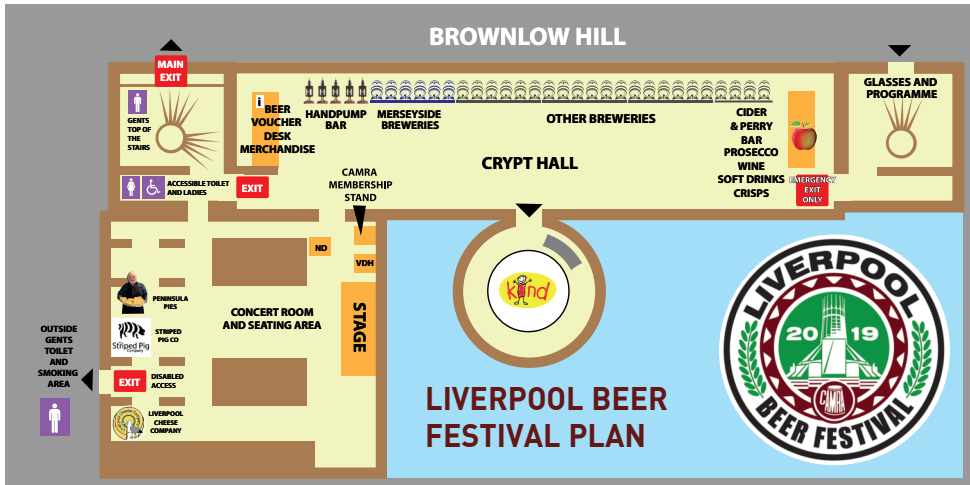 BROWNLOW HILL
MAIN
EXIT
GENTS
TOP OF
THE
STAIRS
ACCESSIBLE TOILET
AND LADIES
EXIT
i
BEER
VOUCHER
DESK
MERCHANDISE
HANDPUMP
BAR
MERSEYSIDE
BREWERIES
OTHER BREWERIES
CRYPT HALL
CIDER
& PERRY
BAR
PROSECCO
WINE
SOFT DRINKS
CRISPS
EMERGENCY
EXIT
ONLY
GLASSES AND
PROGRAMME
CAMRA
MEMBERSHIP
STAND
ND
VDH
STAGE
CONCERT ROOM
AND SEATING AREA
PENINSULA
PIES
Striped Pig
Company
STRIPED
PIG CO
EXIT
DISABLED
ACCESS
LIVERPOOL
CHEESE
COMPANY
OUTSIDE
GENTS
TOILET
AND
SMOKING
AREA
kind
LIVERPOOL BEER
FESTIVAL PLAN
LIVERPOOL
2019
CAMRA
BEER FESTIVAL